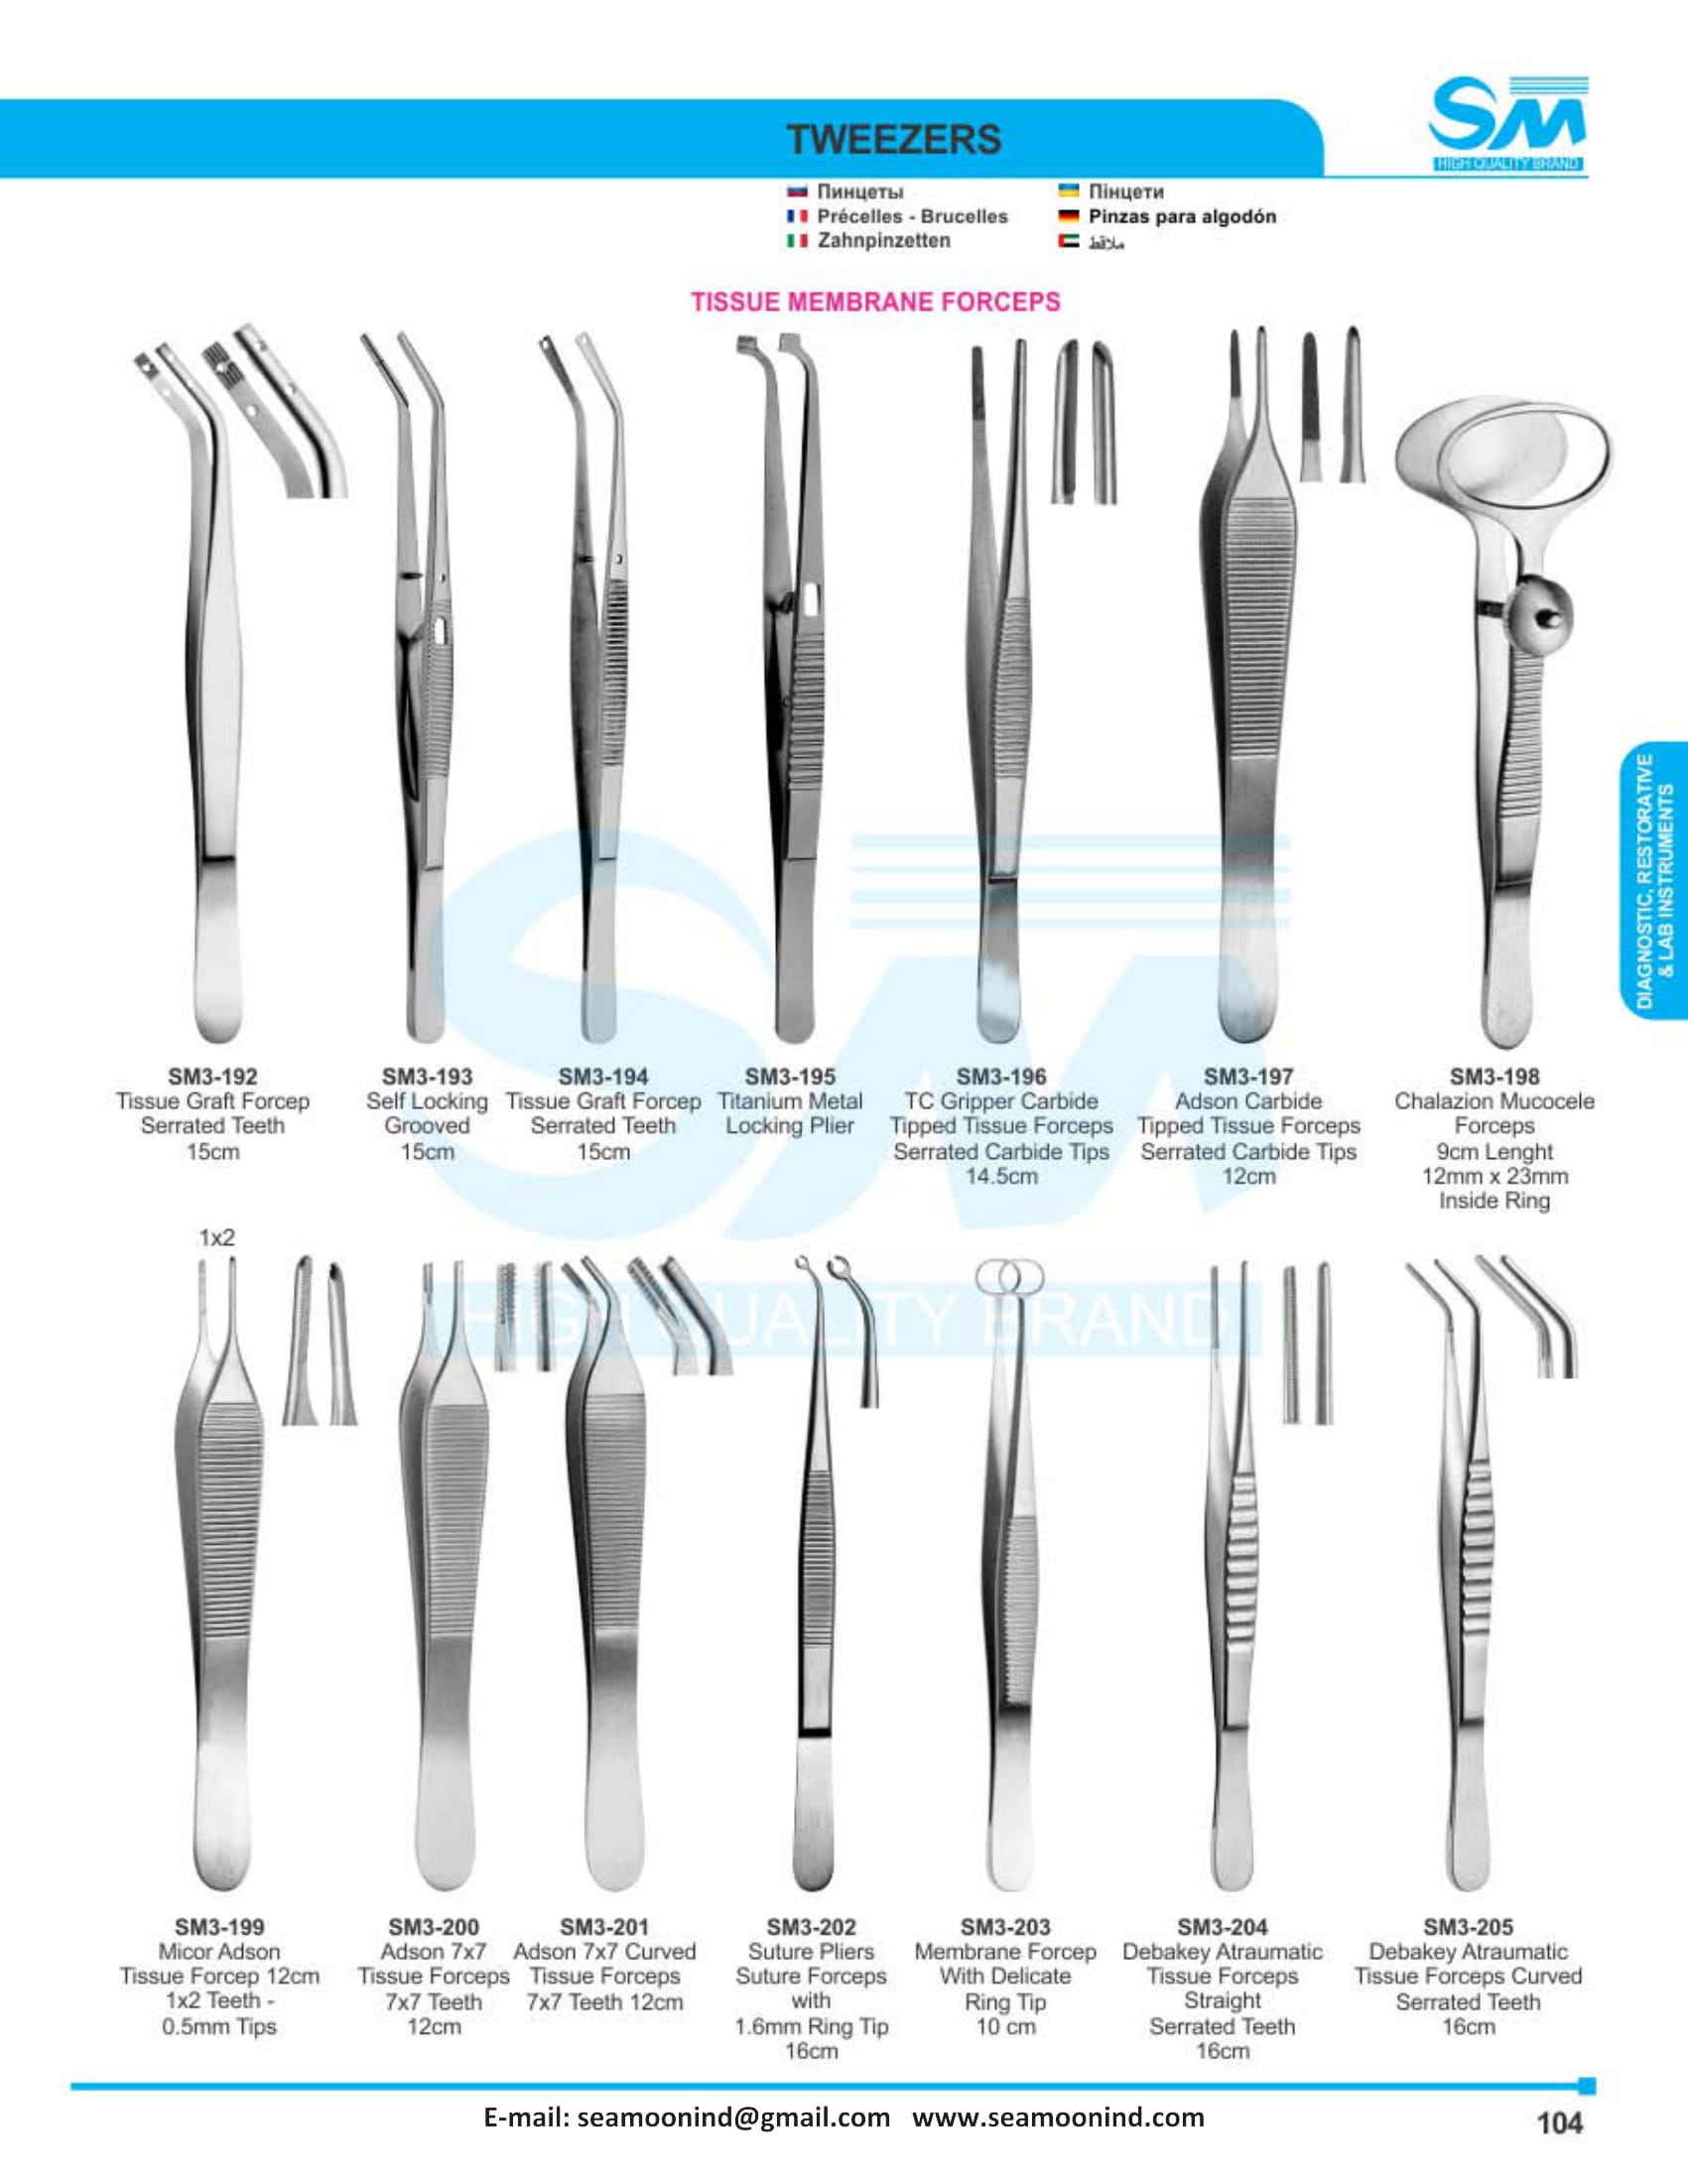 SM
HIGH QUALITY BRAND
TWEEZERS
Пинцеты
Пінцети
Précelles - Brucelles
Pinzas para algodón
Zahnpinzetten
ملاقط
TISSUE MEMBRANE FORCEPS
DIAGNOSTIC, RESTORATIVE
& LAB INSTRUMENTS
SM3-192
Tissue Graft Forcep
Serrated Teeth
15cm
SM3-193
Self Locking
Grooved
15cm
SM3-194
Tissue Graft Forcep
Serrated Teeth
15cm
SM3-195
Titanium Metal
Locking Plier
SM3-196
TC Gripper Carbide
Tipped Tissue Forceps
Serrated Carbide Tips
14.5cm
SM3-197
Adson Carbide
Tipped Tissue Forceps
Serrated Carbide Tips
12cm
SM3-198
Chalazion Mucocele
Forceps
9cm Lenght
12mm x 23mm
Inside Ring
SM
HIGH QUALITY BRAND
1x2
SM3-199
Micor Adson
Tissue Forcep 12cm
1x2 Teeth -
0.5mm Tips
SM3-200
Adson 7x7
Tissue Forceps
7x7 Teeth
12cm
SM3-201
Adson 7x7 Curved
Tissue Forceps
7x7 Teeth 12cm
SM3-202
Suture Pliers
Suture Forceps
with
1.6mm Ring Tip
16cm
SM3-203
Membrane Forcep
With Delicate
Ring Tip
10 cm
SM3-204
Debakey Atraumatic
Tissue Forceps
Straight
Serrated Teeth
16cm
SM3-205
Debakey Atraumatic
Tissue Forceps Curved
Serrated Teeth
16cm
E-mail: seamoonind@gmail.com www.seamoonind.com
104